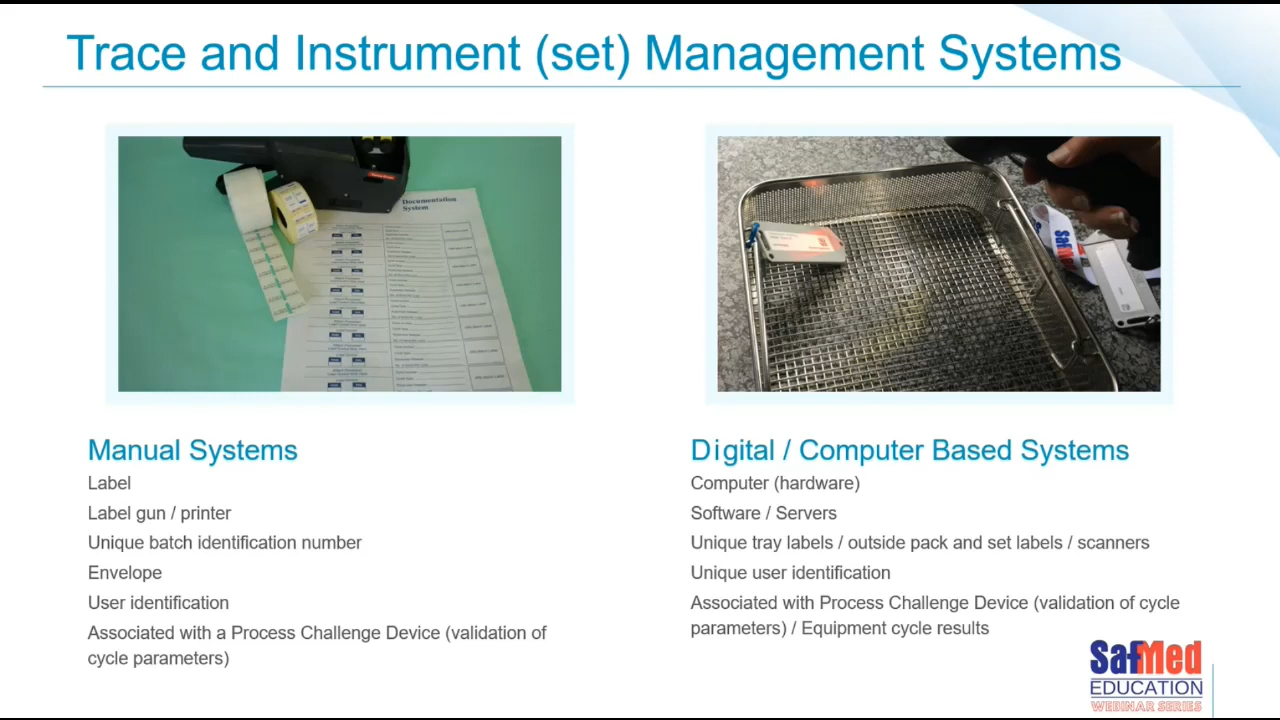 Trace and Instrument (set) Management Systems
Documentation
System
Manual Systems
Label
Label gun / printer
Unique batch identification number
Envelope
User identification
Associated with a Process Challenge Device (validation of
cycle parameters)
Digital / Computer Based Systems
Computer (hardware)
Software / Servers
Unique tray labels / outside pack and set labels / scanners
Unique user identification
Associated with Process Challenge Device (validation of cycle
parameters) / Equipment cycle results
SafMed
EDUCATION
WEBINAR SERIES